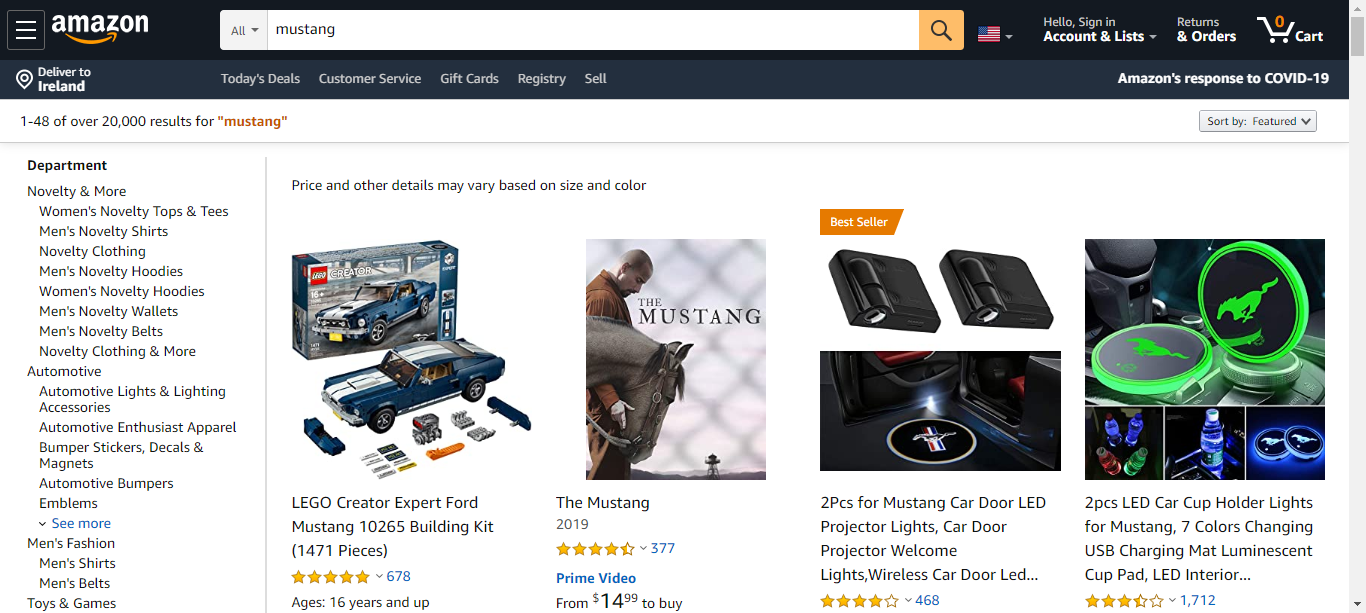 amazon
All
mustang
Hello, Sign in
Account & Lists
Returns
& Orders
0
Cart
Deliver to
Ireland
Today's Deals
Customer Service
Gift Cards
Registry
Sell
Amazon's response to COVID-19
1-48 of over 20,000 results for "mustang"
Sort by: Featured
Department
Novelty & More
Women's Novelty Tops & Tees
Men's Novelty Shirts
Novelty Clothing
Men's Novelty Hoodies
Women's Novelty Hoodies
Men's Novelty Wallets
Men's Novelty Belts
Novelty Clothing & More
Automotive
Automotive Lights & Lighting
Accessories
Automotive Enthusiast Apparel
Bumper Stickers, Decals &
Magnets
Automotive Bumpers
Emblems
See more
Men's Fashion
Men's Shirts
Men's Belts
Toys & Games
Price and other details may vary based on size and color
LEGO
CREATOR
EXPERT
16+
LEGO Creator Expert Ford
Mustang 10265 Building Kit
(1471 Pieces)
678
Ages: 16 years and up
THE
MUSTANG
The Mustang
2019
377
Prime Video
From $14.99 to buy
Best Seller
2Pcs for Mustang Car Door LED
Projector Lights, Car Door
Projector Welcome
Lights,Wireless Car Door Led...
468
2pcs LED Car Cup Holder Lights
for Mustang, 7 Colors Changing
USB Charging Mat Luminescent
Cup Pad, LED Interior...
1,712